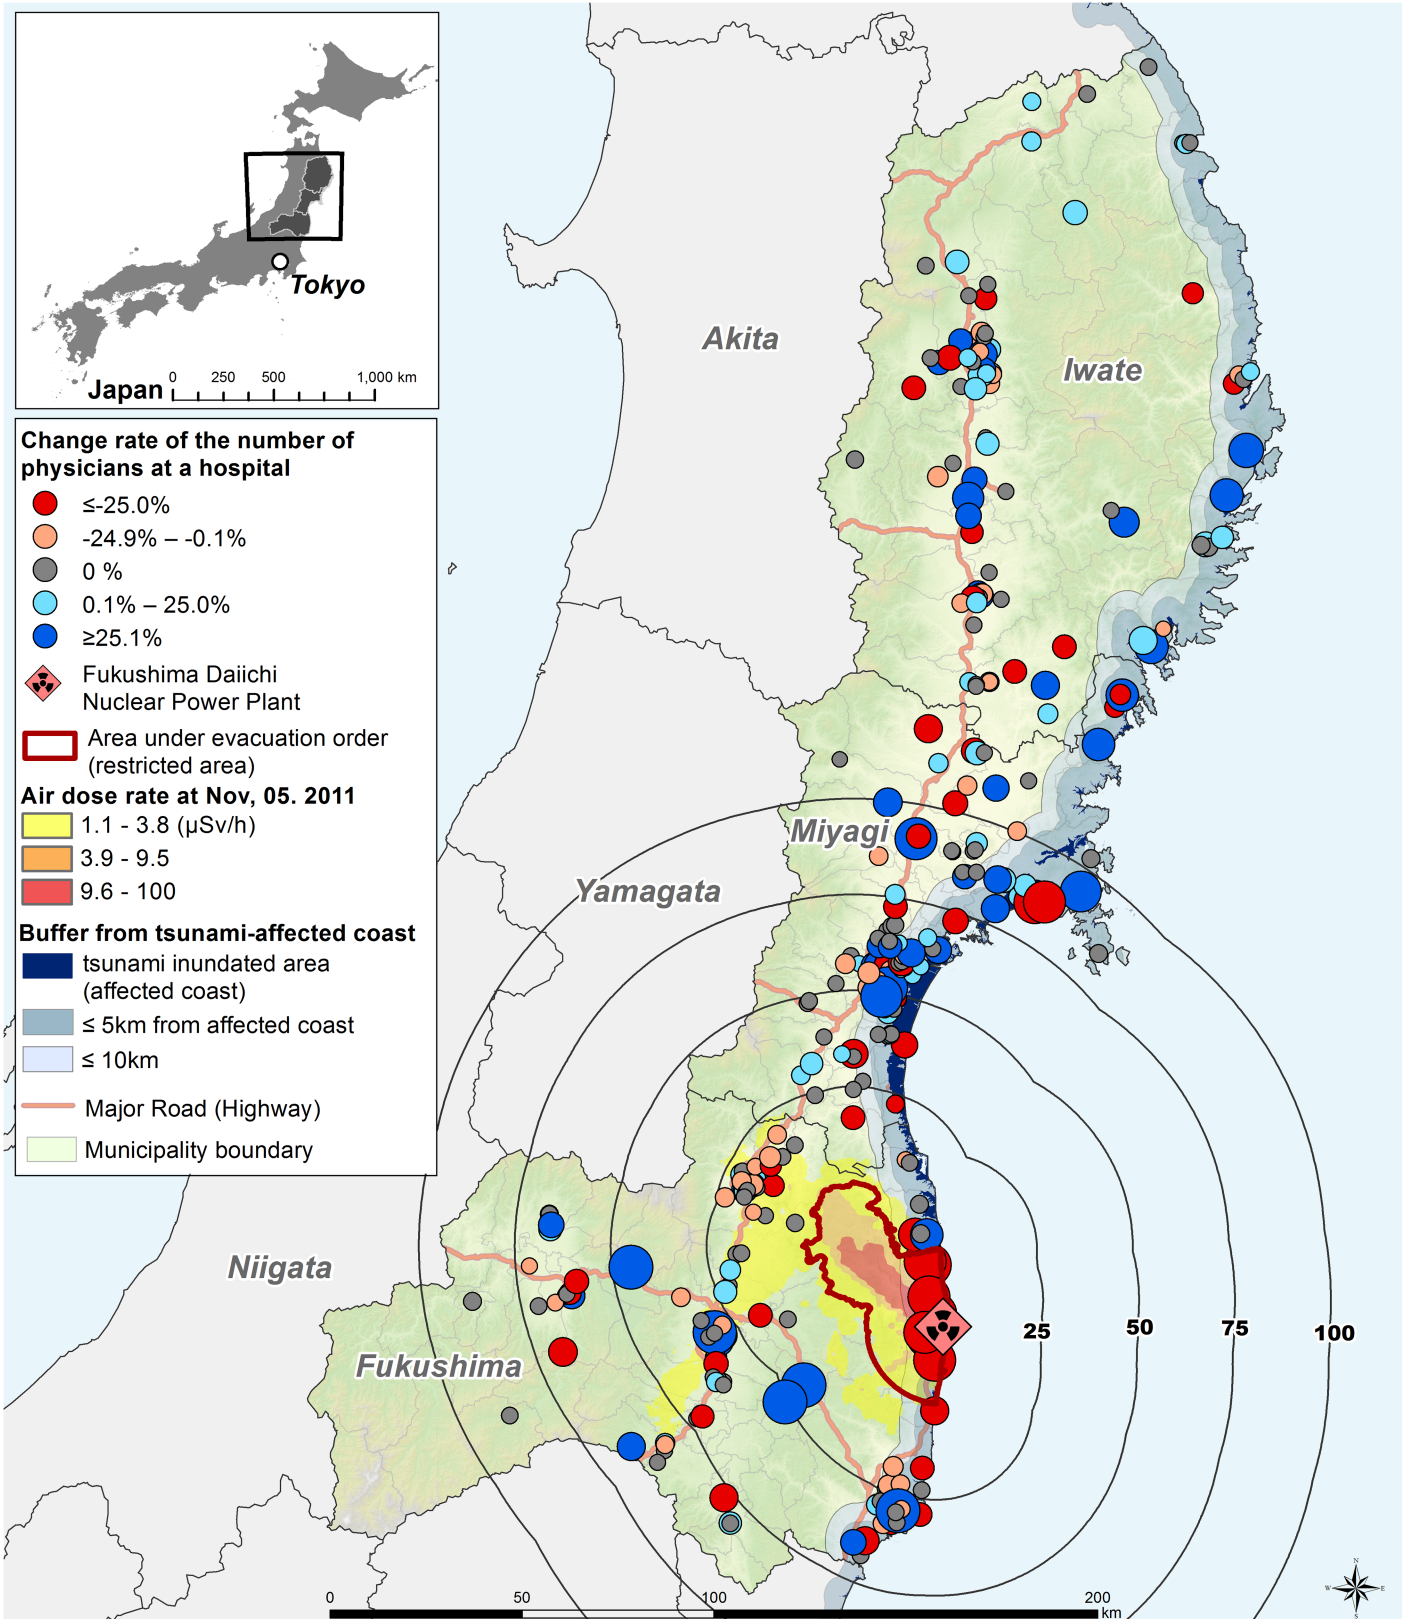 Tokyo
Japan
0 250 500 1,000 km
Change rate of the number of
physicians at a hospital
≤-25.0%
-24.9% – -0.1%
0 %
0.1% – 25.0%
≥25.1%
Fukushima Daiichi
Nuclear Power Plant
Area under evacuation order
(restricted area)
Air dose rate at Nov, 05. 2011
1.1 - 3.8 (µSv/h)
3.9 - 9.5
9.6 - 100
Buffer from tsunami-affected coast
tsunami inundated area
(affected coast)
≤ 5km from affected coast
≤ 10km
Major Road (Highway)
Municipality boundary
Akita
Iwate
Miyagi
Yamagata
Niigata
Fukushima
25 50 75 100
0 50 100 200
km
N
W E
S